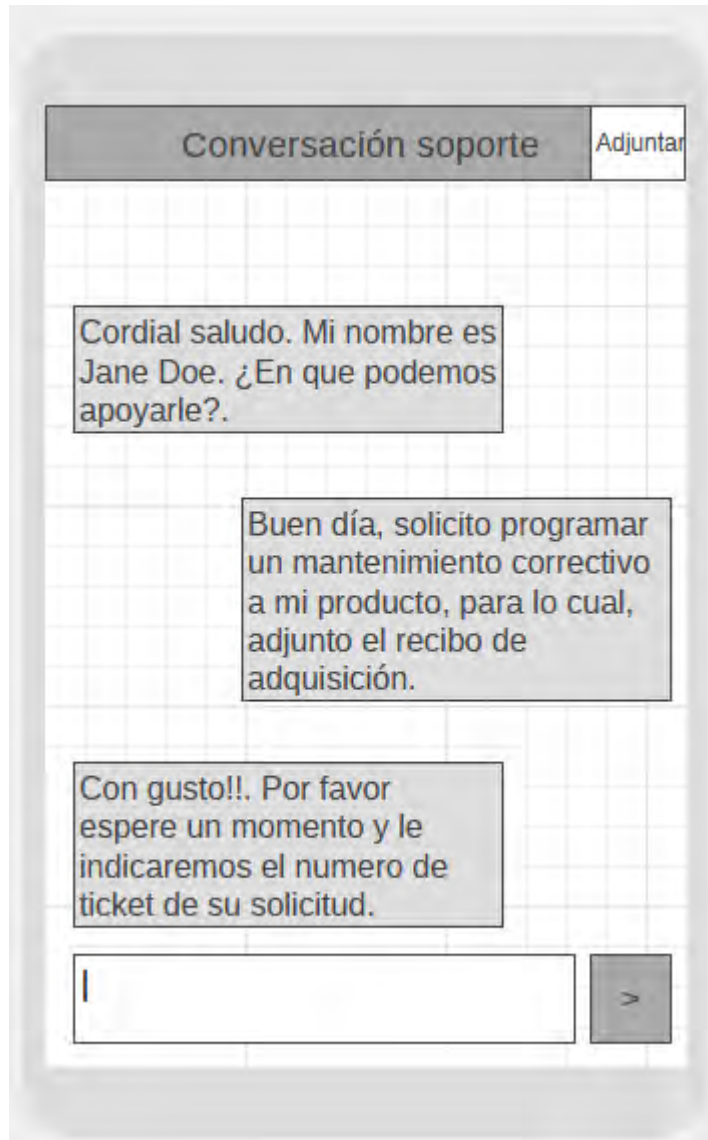 Conversación soporte
Adjuntar
Cordial saludo. Mi nombre es
Jane Doe. ¿En que podemos
apoyarle?.
Buen día, solicito programar
un mantenimiento correctivo
a mi producto, para lo cual,
adjunto el recibo de
adquisición.
Con gusto!!. Por favor
espere un momento y le
indicaremos el numero de
ticket de su solicitud.
>